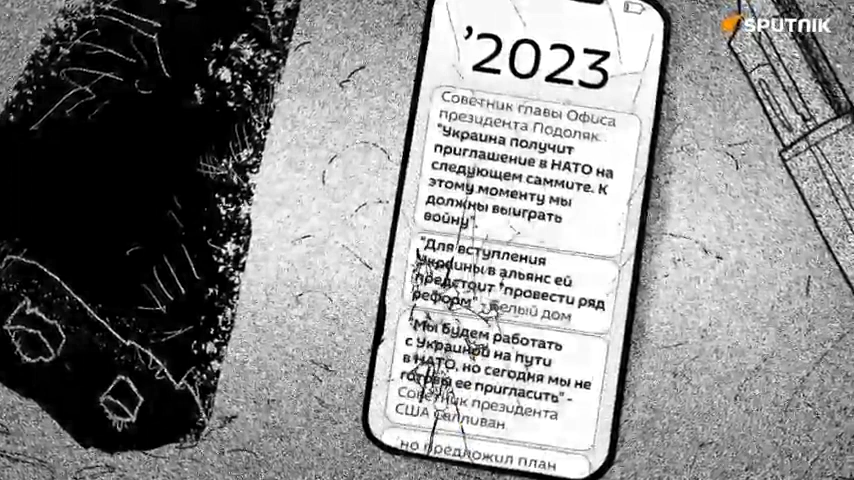 SPUTNIK
'2023
Советник главы Офиса
президента Подоляк
"Украина получит
приглашение в НАТО на
следующем саммите. К
этому моменту мы
должны выиграть
войну"
"Для вступления
Украины в альянс ей
предстоит "провести ряд
реформ" - Белый дом
"Мы будем работать
с Украиной на пути
в НАТО, но сегодня мы не
готовы ее пригласить" -
Советник президента
США Салливан
но предложил план